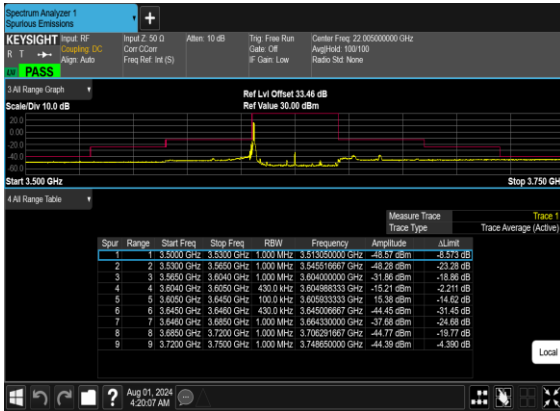 Spectrum Analyzer 1
Spurious Emissions
KEYSIGHT Input: RF Input Z: 50 Ω Atten: 10 dB Trig: Free Run Center Freq: 22.005000000 GHz
R T Coupling: DC Corr CCorr Gate: Off Avg|Hold: 100/100
Align: Auto Freq Ref: Int (S) IF Gain: Low Radio Std: None
PASS
3 All Range Graph
Ref Lvl Offset 33.46 dB
Scale/Div 10.0 dB Ref Value 30.00 dBm
20.0
0.00
-20.0
-40.0
-60.0
Start 3.500 GHz Stop 3.750 GH
4 All Range Table
Measure Trace Trace 1
Trace Type Trace Average (Active)
Spur Range Start Freq Stop Freq RBW Frequency Amplitude ΔLimit
1 1 3.5000 GHz 3.5300 GHz 1.000 MHz 3.513050000 GHz -48.57 dBm -8.573 dB
2 2 3.5300 GHz 3.5650 GHz 1.000 MHz 3.545516667 GHz -48.28 dBm -23.28 dB
3 3 3.5650 GHz 3.6040 GHz 1.000 MHz 3.604000000 GHz -31.86 dBm -18.86 dB
4 4 3.6040 GHz 3.6050 GHz 430.0 kHz 3.604988333 GHz -15.21 dBm -2.211 dB
5 5 3.6050 GHz 3.6450 GHz 100.0 kHz 3.605933333 GHz 15.38 dBm -14.62 dB
6 6 3.6450 GHz 3.6460 GHz 430.0 kHz 3.645006667 GHz -44.45 dBm -31.45 dB
7 7 3.6460 GHz 3.6850 GHz 1.000 MHz 3.664330000 GHz -37.68 dBm -24.68 dB
8 8 3.6850 GHz 3.7200 GHz 1.000 MHz 3.706291667 GHz -44.77 dBm -19.77 dB
9 9 3.7200 GHz 3.7500 GHz 1.000 MHz 3.748650000 GHz -44.39 dBm -4.390 dB
Local
Aug 01, 2024
4:20:07 AM